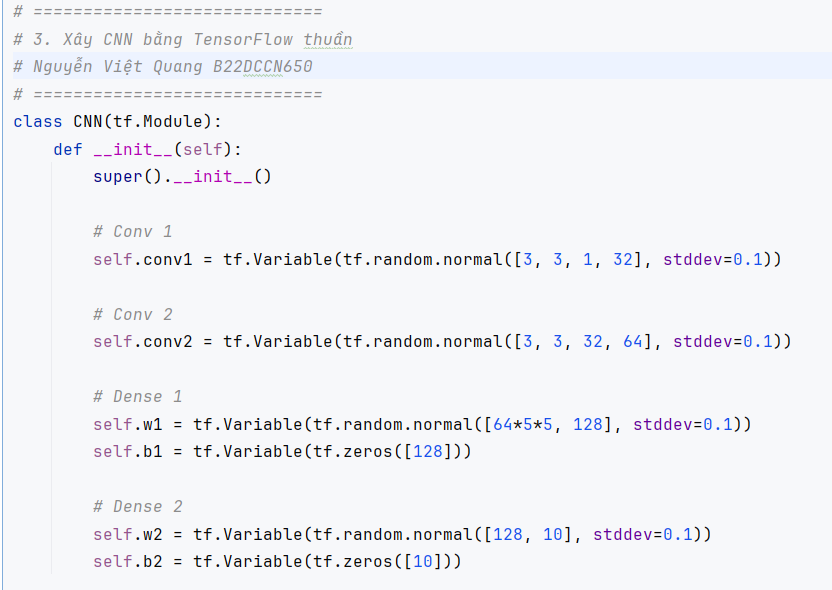 # =============================
# 3. Xây CNN bằng TensorFlow thuần
# Nguyễn Việt Quang B22DCCN650
# =============================
class CNN(tf.Module):
    def __init__(self):
        super().__init__()
        # Conv 1
        self.conv1 = tf.Variable(tf.random.normal([3, 3, 1, 32], stddev=0.1))
        # Conv 2
        self.conv2 = tf.Variable(tf.random.normal([3, 3, 32, 64], stddev=0.1))
        # Dense 1
        self.w1 = tf.Variable(tf.random.normal([64*5*5, 128], stddev=0.1))
        self.b1 = tf.Variable(tf.zeros([128]))
        # Dense 2
        self.w2 = tf.Variable(tf.random.normal([128, 10], stddev=0.1))
        self.b2 = tf.Variable(tf.zeros([10]))